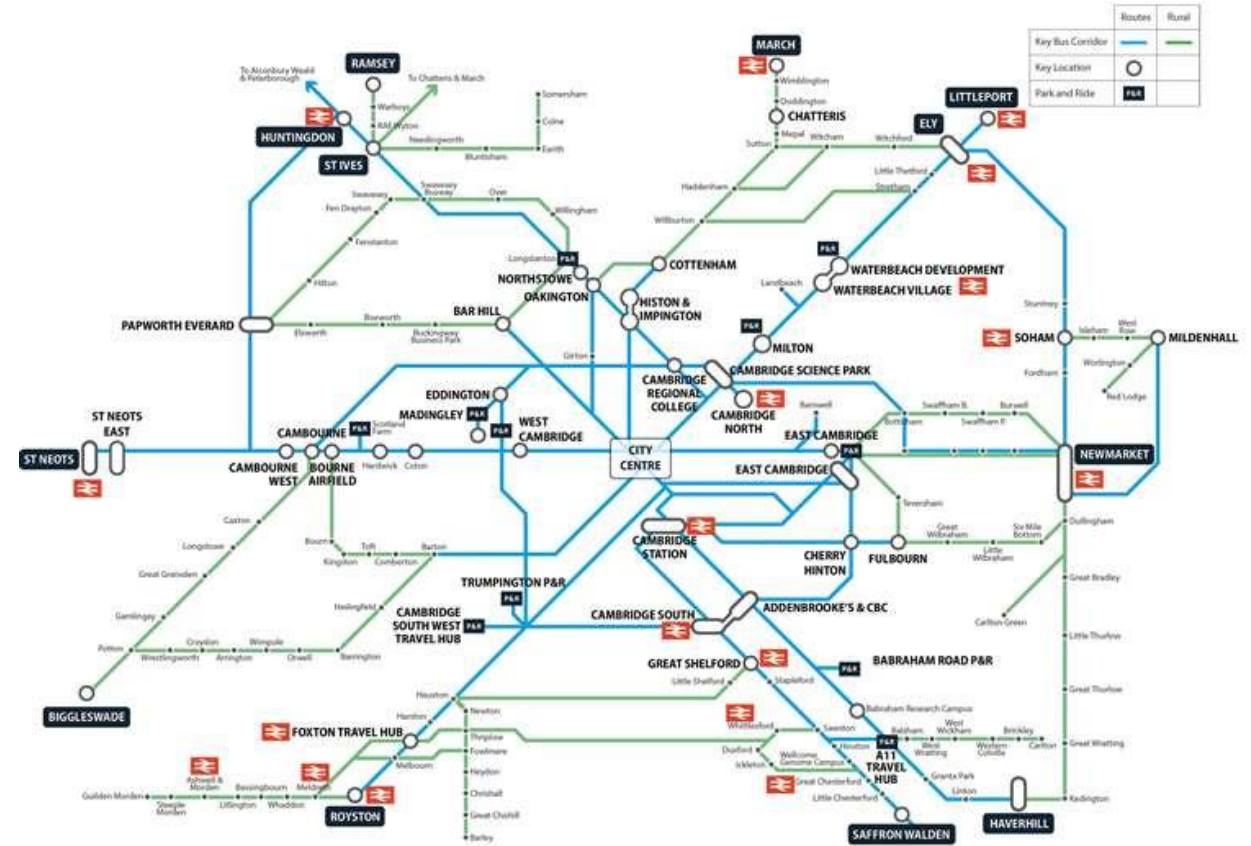 Routes Rural
Key Bus Corridor
Key Location
Park and Ride P&R
MARCH
Wimblington
Doddington
CHATTERIS
Mepal
Sutton
Witcham
Witchford
LITTLEPORT
ELY
Little Thetford
Stretham
Haddenham
Wilburton
To Alconbury Weald
& Peterborough
RAMSEY
To Chatteris & March
Warboys
RAF Wyton
HUNTINGDON
ST IVES
Needingworth
Bluntisham
Somersham
Colne
Earith
Swavesey
Swavesey
Busway
Over
Willingham
Fen Drayton
Fenstanton
Hilton
Longstanton
P&R
NORTHSTOWE
OAKINGTON
COTTENHAM
HISTON &
IMPINGTON
BAR HILL
PAPWORTH EVERARD
Elsworth
Boxworth
Buckingway
Business Park
Girton
P&R
WATERBEACH DEVELOPMENT
WATERBEACH VILLAGE
Landbeach
P&R
MILTON
CAMBRIDGE SCIENCE PARK
CAMBRIDGE
REGIONAL
COLLEGE
CAMBRIDGE
NORTH
Stuntney
SOHAM
Isleham
West
Row
MILDENHALL
Worlington
Red Lodge
Fordham
EDDINGTON
MADINGLEY
P&R
P&R
WEST
CAMBRIDGE
ST NEOTS
EAST
ST NEOTS
CAMBOURNE
P&R
Scotland
Farm
CAMBOURNE
WEST
BOURNE
AIRFIELD
Hardwick
Coton
CITY
CENTRE
Barnwell
EAST CAMBRIDGE
P&R
EAST CAMBRIDGE
Bottisham
Swaffham B.
Swaffham P.
Burwell
NEWMARKET
Caxton
Longstowe
Great Gransden
Gamlingay
Potton
BIGGLESWADE
Bourn
Kingston
Toft
Comberton
Barton
Haslingfield
Barrington
Wrestlingworth
Croydon
Arrington
Wimpole
Orwell
Teversham
CAMBRIDGE
STATION
CHERRY
HINTON
FULBOURN
Great
Wilbraham
Little
Wilbraham
Six Mile
Bottom
Dullingham
Great Bradley
Carlton Green
Little Thurlow
Great Thurlow
Great Wratting
Kedington
TRUMPINGTON P&R
P&R
CAMBRIDGE
SOUTH WEST
TRAVEL HUB
P&R
CAMBRIDGE SOUTH
ADDENBROOKE'S & CBC
GREAT SHELFORD
Little Shelford
Stapleford
BABRAHAM ROAD P&R
P&R
Babraham Research Campus
Hauxton
Newton
Harston
FOXTON TRAVEL HUB
Thriplow
Fowlmere
Melbourn
Heydon
Chrishall
Great Chishill
Barley
Whittlesford
Sawston
Duxford
Ickleton
Hinxton
Wellcome
Genome Campus
Great Chesterford
Little Chesterford
SAFFRON WALDEN
P&R
A11
TRAVEL
HUB
Balsham
West
Wratting
West
Wickham
Weston
Colville
Brinkley
Carlton
Granta Park
Linton
HAVERHILL
Guilden Morden
Steeple
Morden
Ashwell &
Morden
Litlington
Bassingbourn
Whaddon
Meldreth
ROYSTON